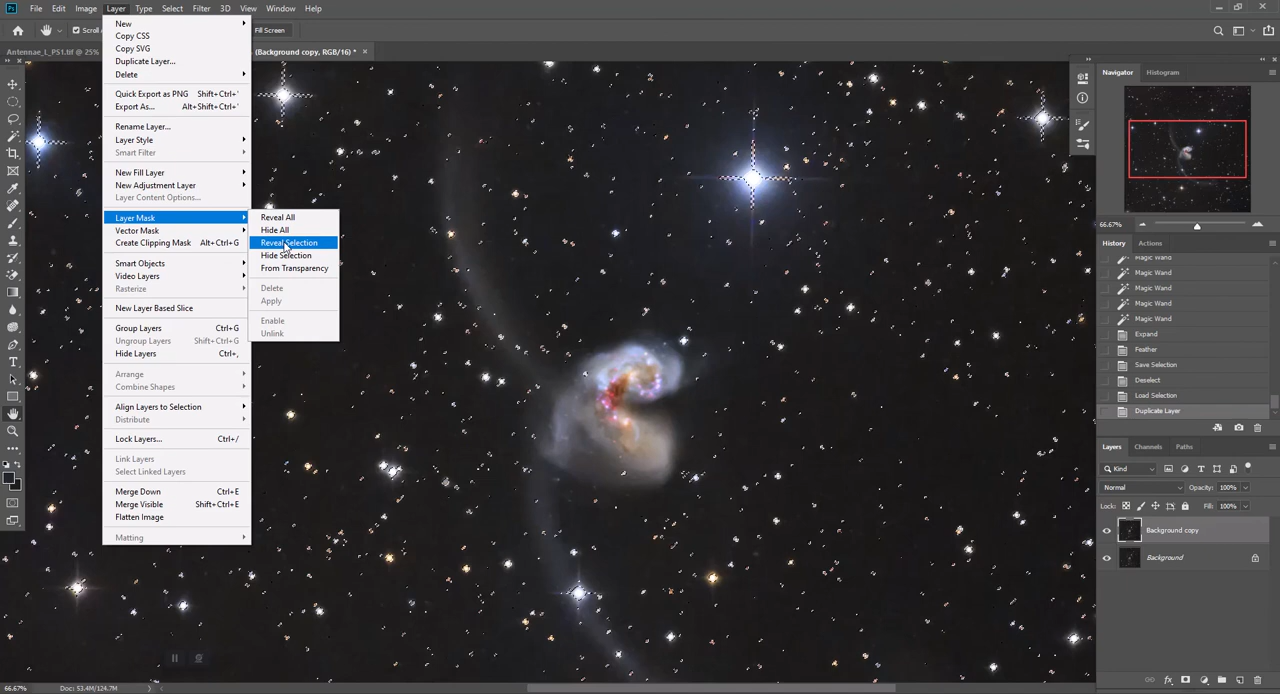 Ps File Edit Image Layer Type Select Filter 3D View Window Help
Scroll Fill Screen
Antennae_L_PS1.tif @ 25% (Background copy, RGB/16) * ×
New
Copy CSS
Copy SVG
Duplicate Layer...
Delete
Quick Export as PNG Shift+Ctrl+'
Export As... Alt+Shift+Ctrl+'
Rename Layer...
Layer Style
Smart Filter
New Fill Layer
New Adjustment Layer
Layer Content Options...
Layer Mask
Vector Mask
Create Clipping Mask Alt+Ctrl+G
Smart Objects
Video Layers
Rasterize
New Layer Based Slice
Group Layers Ctrl+G
Ungroup Layers Shift+Ctrl+G
Hide Layers Ctrl+,
Arrange
Combine Shapes
Align Layers to Selection
Distribute
Lock Layers... Ctrl+/
Link Layers
Select Linked Layers
Merge Down Ctrl+E
Merge Visible Shift+Ctrl+E
Flatten Image
Matting
Reveal All
Hide All
Reveal Selection
Hide Selection
From Transparency
Delete
Apply
Enable
Unlink
Navigator Histogram
66.67%
History Actions
Magic Wand
Magic Wand
Magic Wand
Magic Wand
Magic Wand
Expand
Feather
Save Selection
Deselect
Load Selection
Duplicate Layer
Layers Channels Paths
Kind
Normal Opacity: 100%
Lock: Fill: 100%
Background copy
Background
66.67% Doc: 53.4M/124.7M